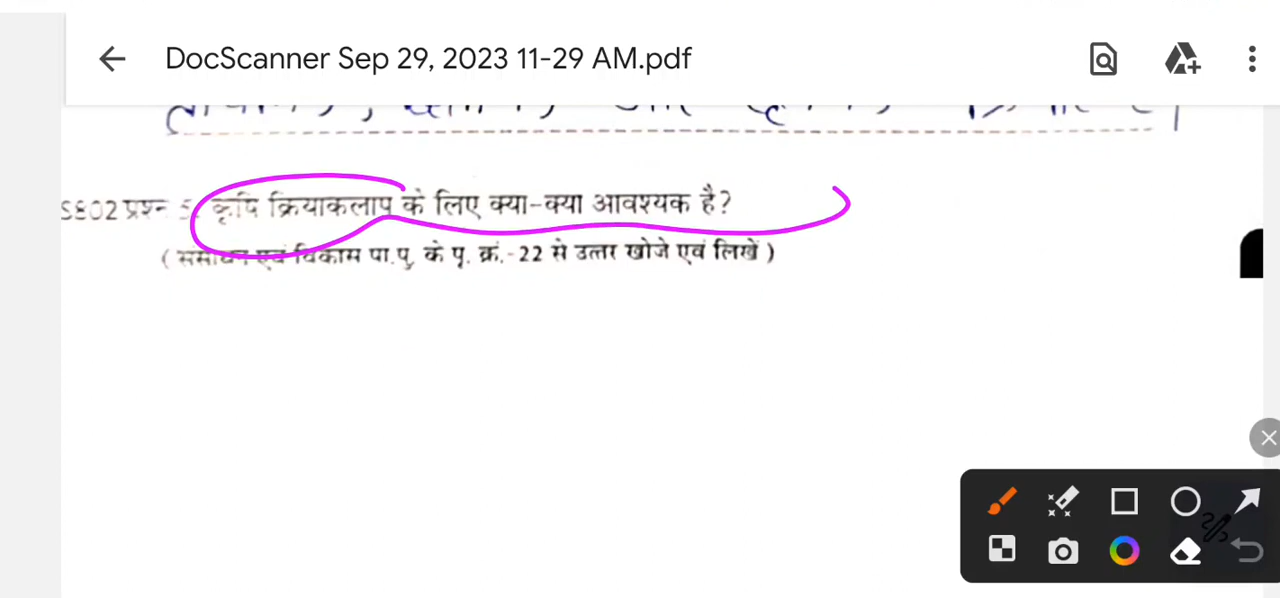 DocScanner Sep 29, 2023 11-29 AM.pdf
SE02 प्रश्न 5. कृषि क्रियाकलाप के लिए क्या-क्या आवश्यक है?
( संसाधन एवं विकास पा.पु. के पृ. क्रं.-22 से उत्तर खोजे एवं लिखें )